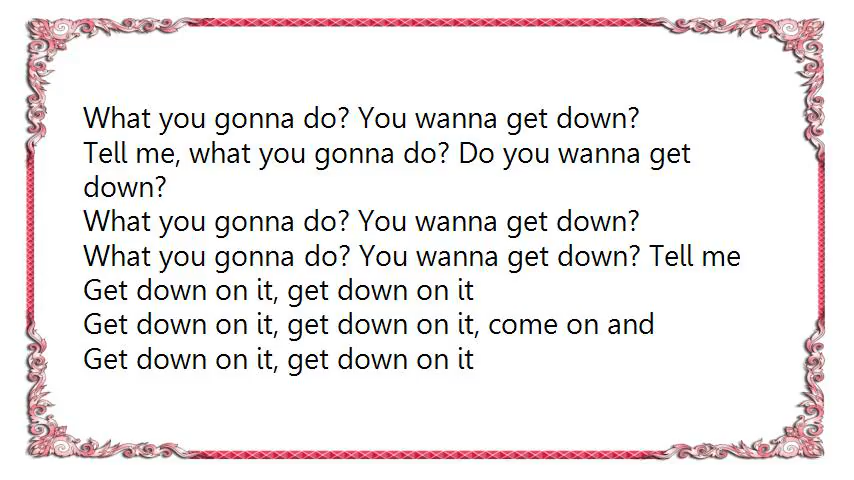 What you gonna do? You wanna get down?
Tell me, what you gonna do? Do you wanna get
down?
What you gonna do? You wanna get down?
What you gonna do? You wanna get down? Tell me
Get down on it, get down on it
Get down on it, get down on it, come on and
Get down on it, get down on it